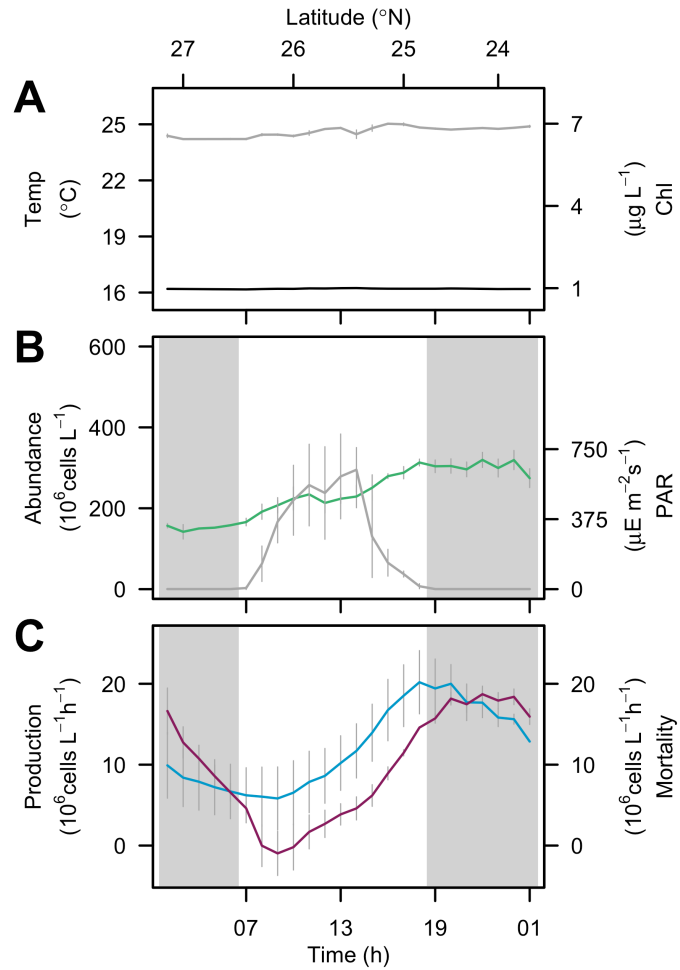 Latitude (°N)
27 26 25 24
A
25
22
19
16
Temp
(°C)
7
4
1
(μg L⁻¹)
Chl
B
600
400
200
0
Abundance
(10⁶cells L⁻¹)
750
375
0
(μE m⁻²s⁻¹)
PAR
C
20
10
0
Production
(10⁶cells L⁻¹h⁻¹)
20
10
0
(10⁶cells L⁻¹h⁻¹)
Mortality
07 13 19 01
Time (h)